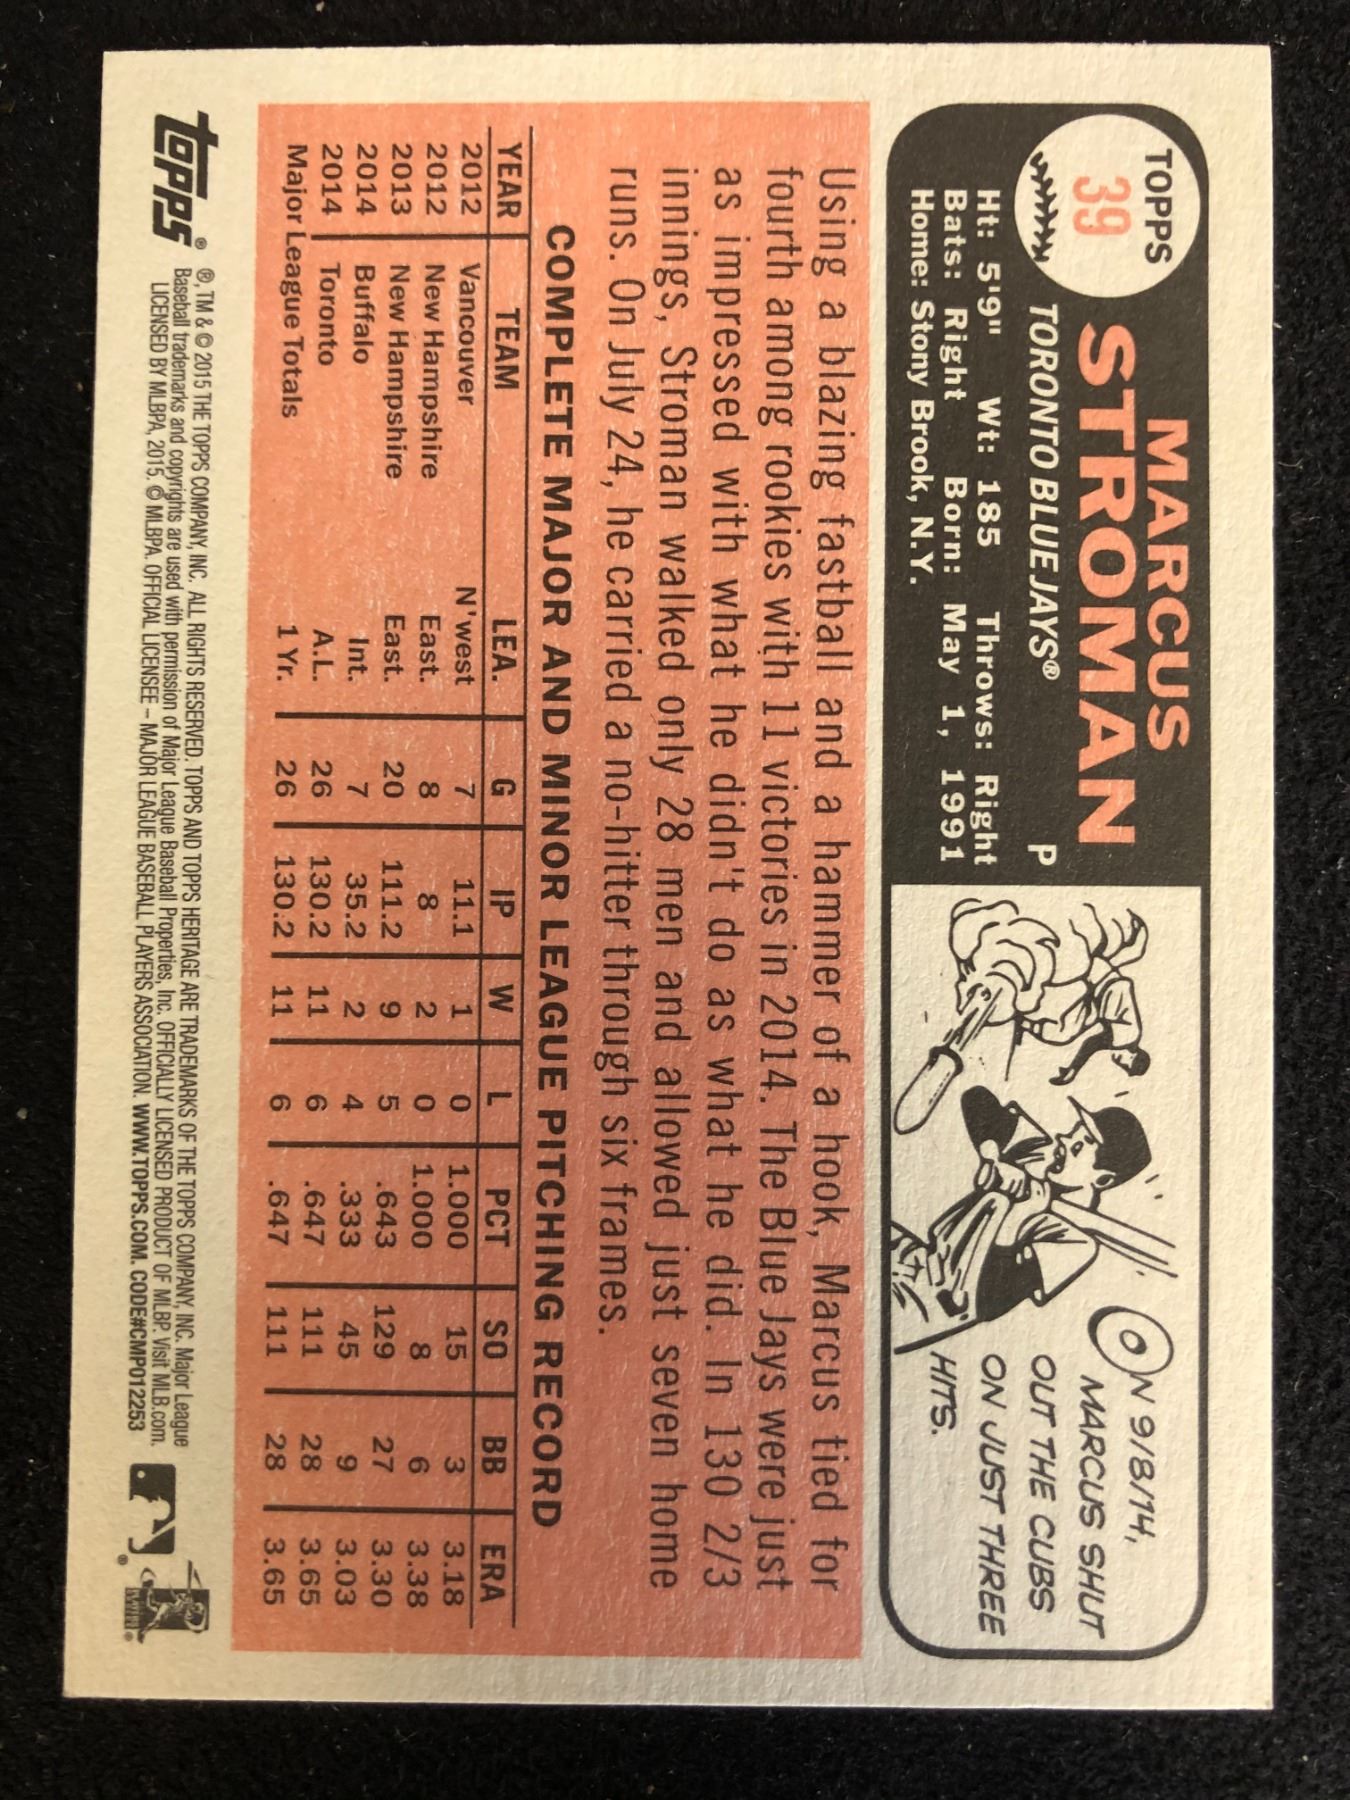 TOPPS
39
MARCUS
STROMAN
TORONTO BLUE JAYS® P
Ht: 5'9" Wt: 185 Throws: Right
Bats: Right Born: May 1, 1991
Home: Stony Brook, N.Y.
ON 9/8/14,
MARCUS SHUT
OUT THE CUBS
ON JUST THREE
HITS.
Using a blazing fastball and a hammer of a hook, Marcus tied for
fourth among rookies with 11 victories in 2014. The Blue Jays were just
as impressed with what he didn't do as what he did. In 130 2/3
innings, Stroman walked only 28 men and allowed just seven home
runs. On July 24, he carried a no-hitter through six frames.
COMPLETE MAJOR AND MINOR LEAGUE PITCHING RECORD
YEAR TEAM LEA. G IP W L PCT SO BB ERA
2012 Vancouver N'west 7 11.1 1 0 1.000 15 3 3.18
2012 New Hampshire East. 8 8 2 0 1.000 8 6 3.38
2013 New Hampshire East. 20 111.2 9 5 .643 129 27 3.30
2014 Buffalo Int. 7 35.2 2 4 .333 45 9 3.03
2014 Toronto A.L. 26 130.2 11 6 .647 111 28 3.65
Major League Totals 1 Yr. 26 130.2 11 6 .647 111 28 3.65
topps®
®, TM & © 2015 THE TOPPS COMPANY, INC. ALL RIGHTS RESERVED. TOPPS AND TOPPS HERITAGE ARE TRADEMARKS OF THE TOPPS COMPANY, INC. Major League
Baseball trademarks and copyrights are used with permission of Major League Baseball Properties, Inc. OFFICIALLY LICENSED PRODUCT OF MLBP. Visit MLB.com.
LICENSED BY MLBPA, 2015. © MLBPA. OFFICIAL LICENSEE – MAJOR LEAGUE BASEBALL PLAYERS ASSOCIATION. WWW.TOPPS.COM. CODE#CMP012253